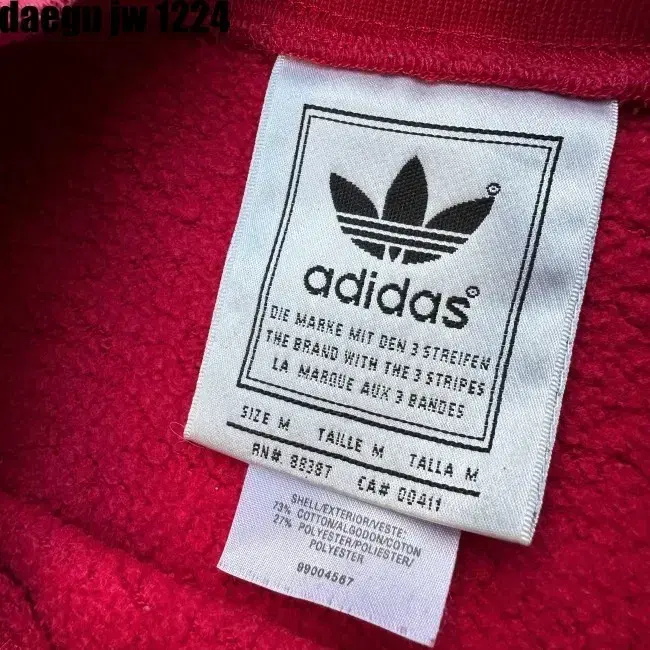 daegu jw 1224
adidas
DIE MARKE MIT DEN 3 STREIFEN
THE BRAND WITH THE 3 STRIPES
LA MARQUE AUX 3 BANDES
SIZE M TAILLE M TALLA M
RN# 88387 CA# 00411
SHELL/EXTERIOR/VESTE:
73% COTTON/ALGODON/COTON
27% POLYESTER/POLIESTER/
POLYESTER
99004567